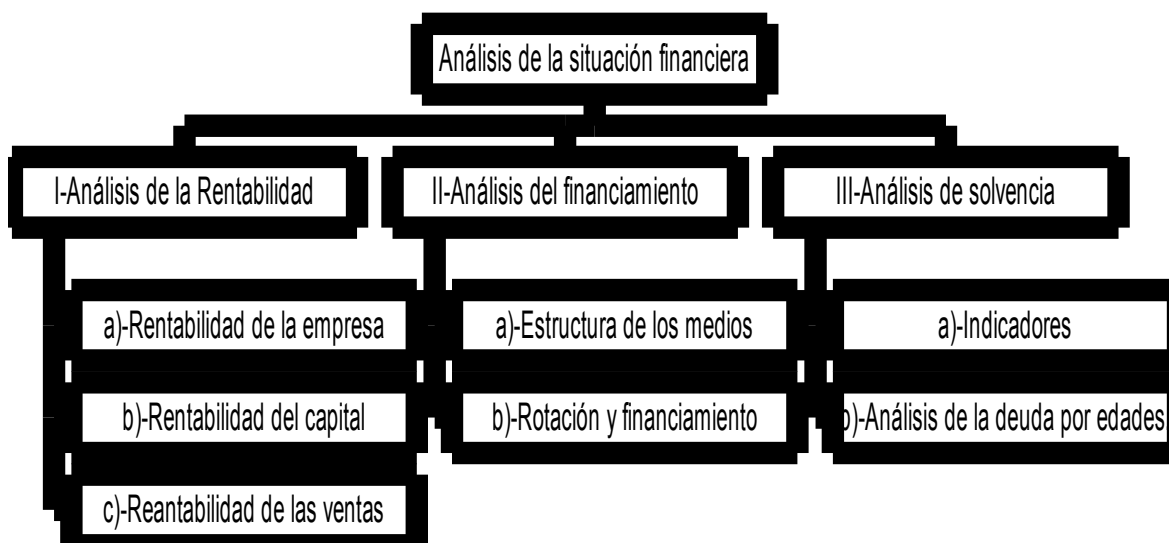 Análisis de la situación financiera
I-Análisis de la Rentabilidad
II-Análisis del financiamiento
III-Análisis de solvencia
a)-Rentabilidad de la empresa
a)-Estructura de los medios
a)-Indicadores
b)-Rentabilidad del capital
b)-Rotación y financiamiento
b)-Análisis de la deuda por edades
c)-Reantabilidad de las ventas